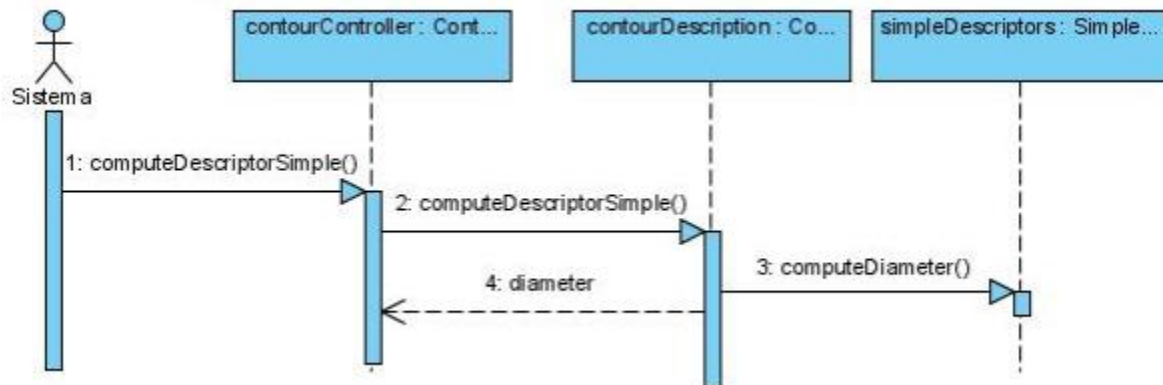 contourController : Cont...
contourDescription : Co...
simpleDescriptors : Simple...
Sistema
1: computeDescriptorSimple()
2: computeDescriptorSimple()
3: computeDiameter()
4: diameter